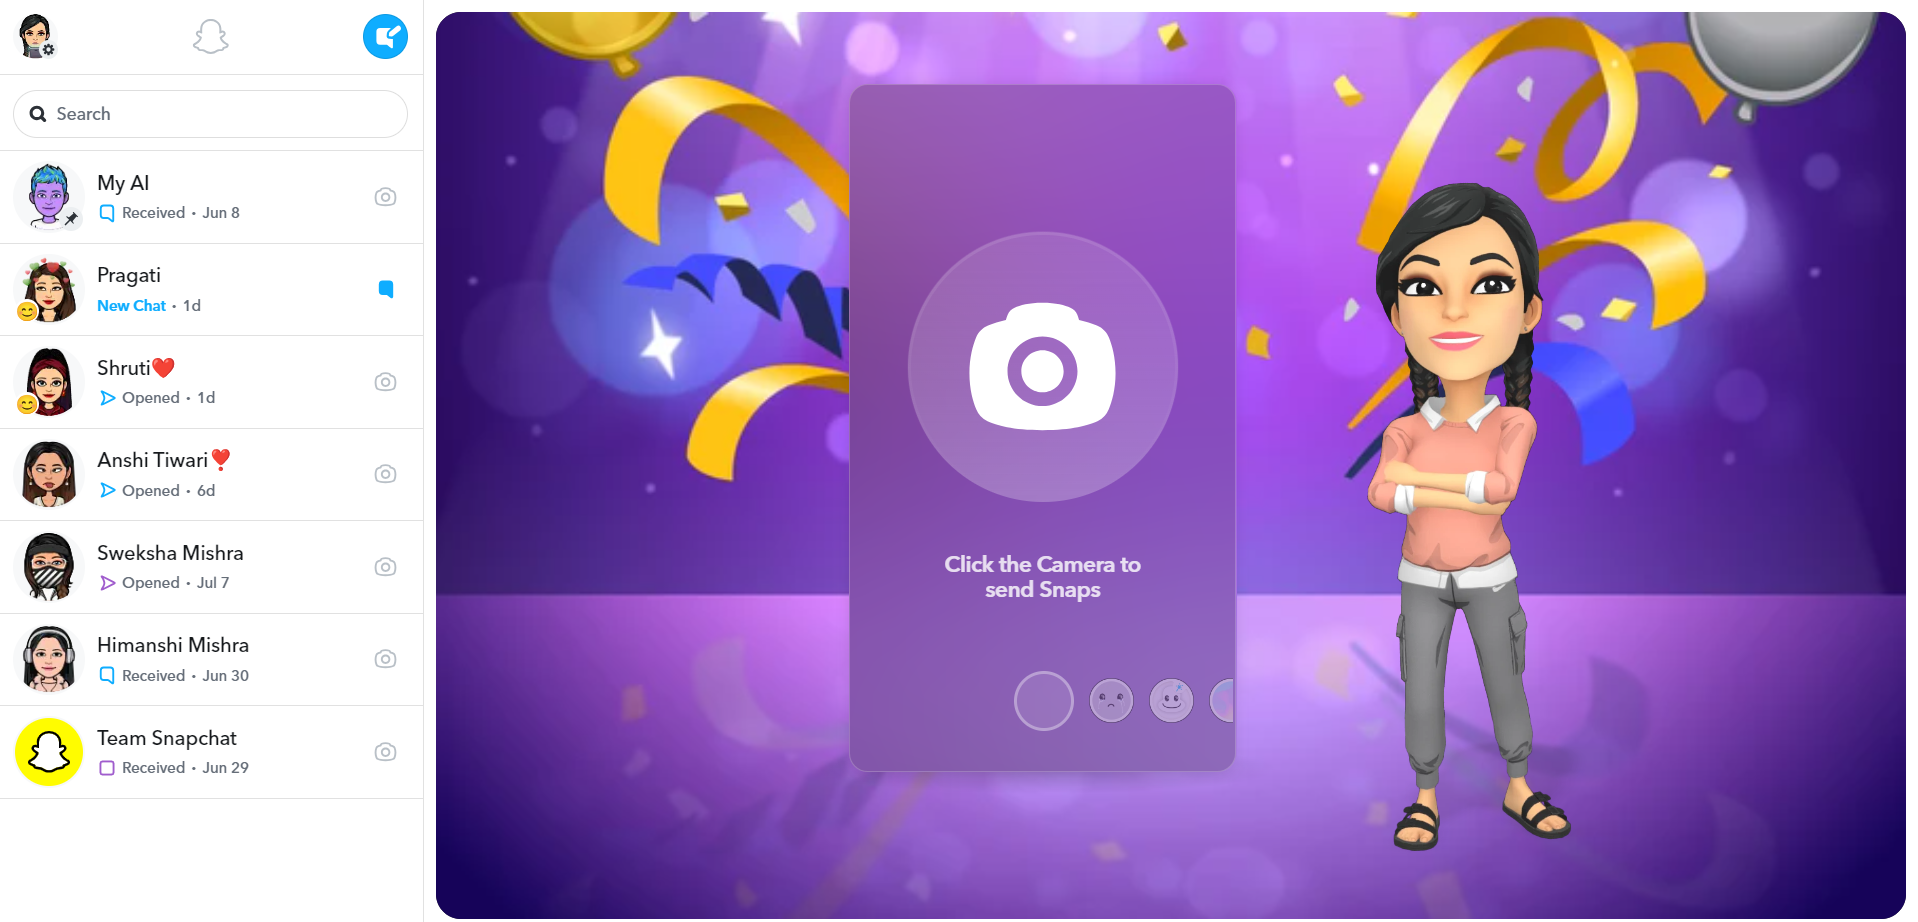 Search
My AI
Received • Jun 8
Pragati
New Chat • 1d
Shruti❤️
Opened • 1d
Anshi Tiwari❣️
Opened • 6d
Sweksha Mishra
Opened • Jul 7
Himanshi Mishra
Received • Jun 30
Team Snapchat
Received • Jun 29
Click the Camera to
send Snaps